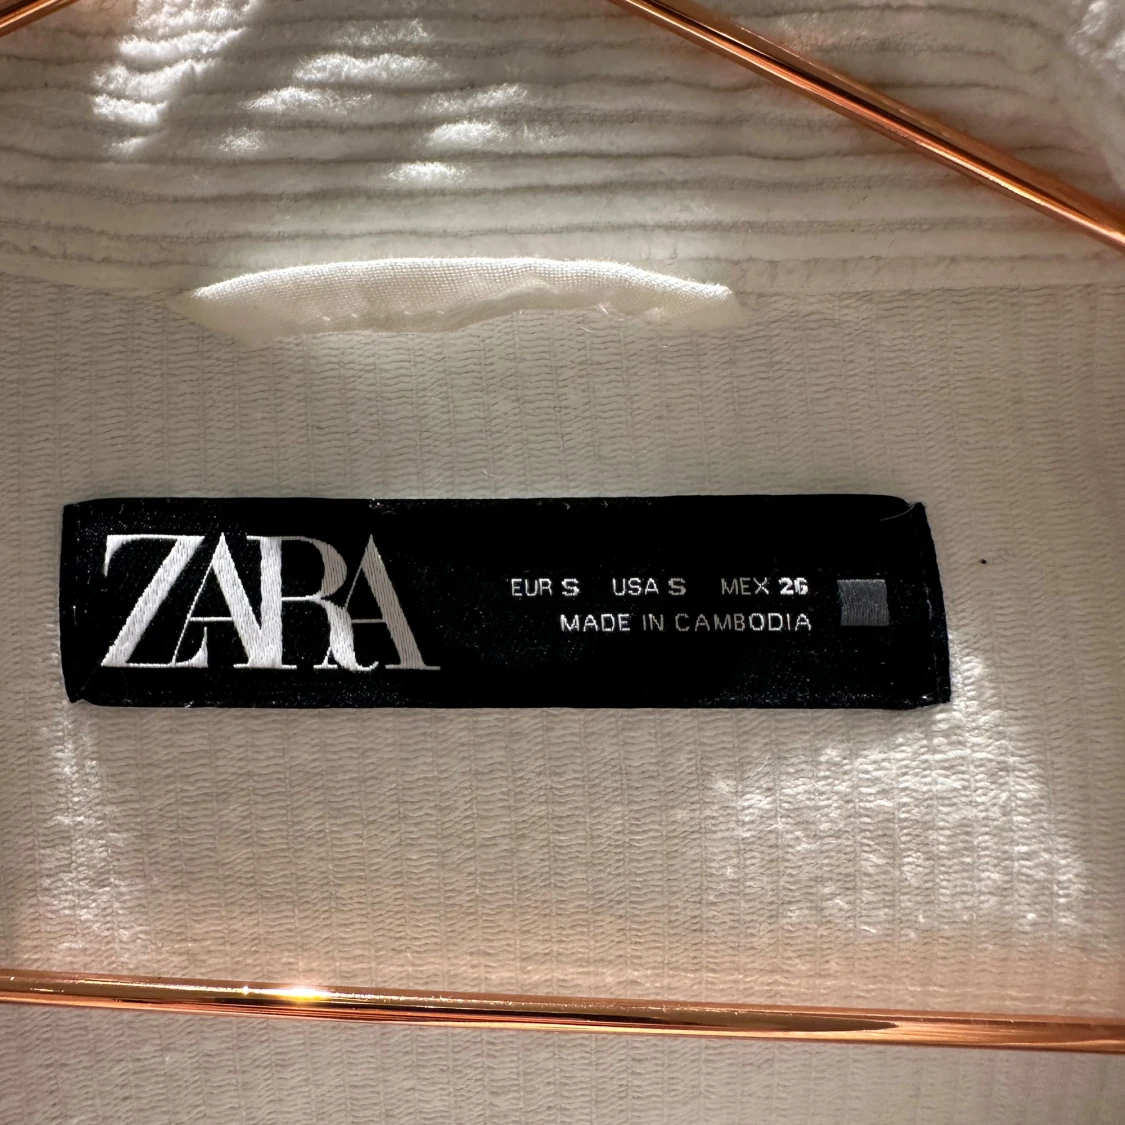 ZARA
EUR S USA S MEX 26
MADE IN CAMBODIA